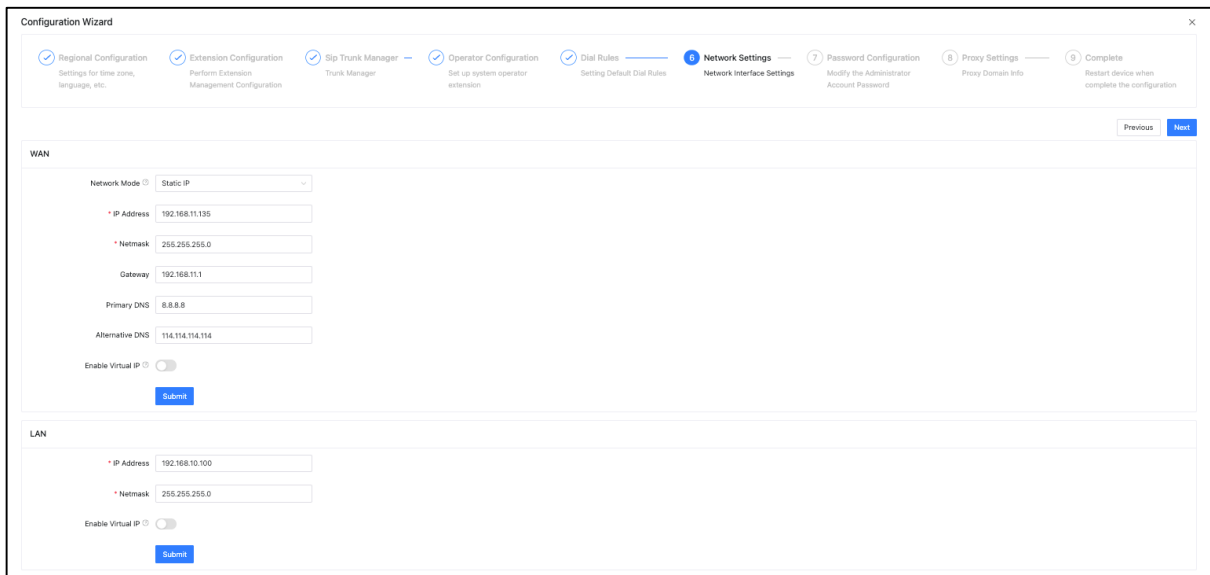 Configuration Wizard
Regional Configuration
Settings for time zone,
language, etc.
Extension Configuration
Perform Extension
Management Configuration
Sip Trunk Manager
Trunk Manager
Operator Configuration
Set up system operator
extension
Dial Rules
Setting Default Dial Rules
6 Network Settings
Network Interface Settings
7 Password Configuration
Modify the Administrator
Account Password
8 Proxy Settings
Proxy Domain Info
9 Complete
Restart device when
complete the configuration
Previous Next
WAN
Network Mode Static IP
* IP Address 192.168.11.135
* Netmask 255.255.255.0
Gateway 192.168.11.1
Primary DNS 8.8.8.8
Alternative DNS 114.114.114.114
Enable Virtual IP
Submit
LAN
* IP Address 192.168.10.100
* Netmask 255.255.255.0
Enable Virtual IP
Submit